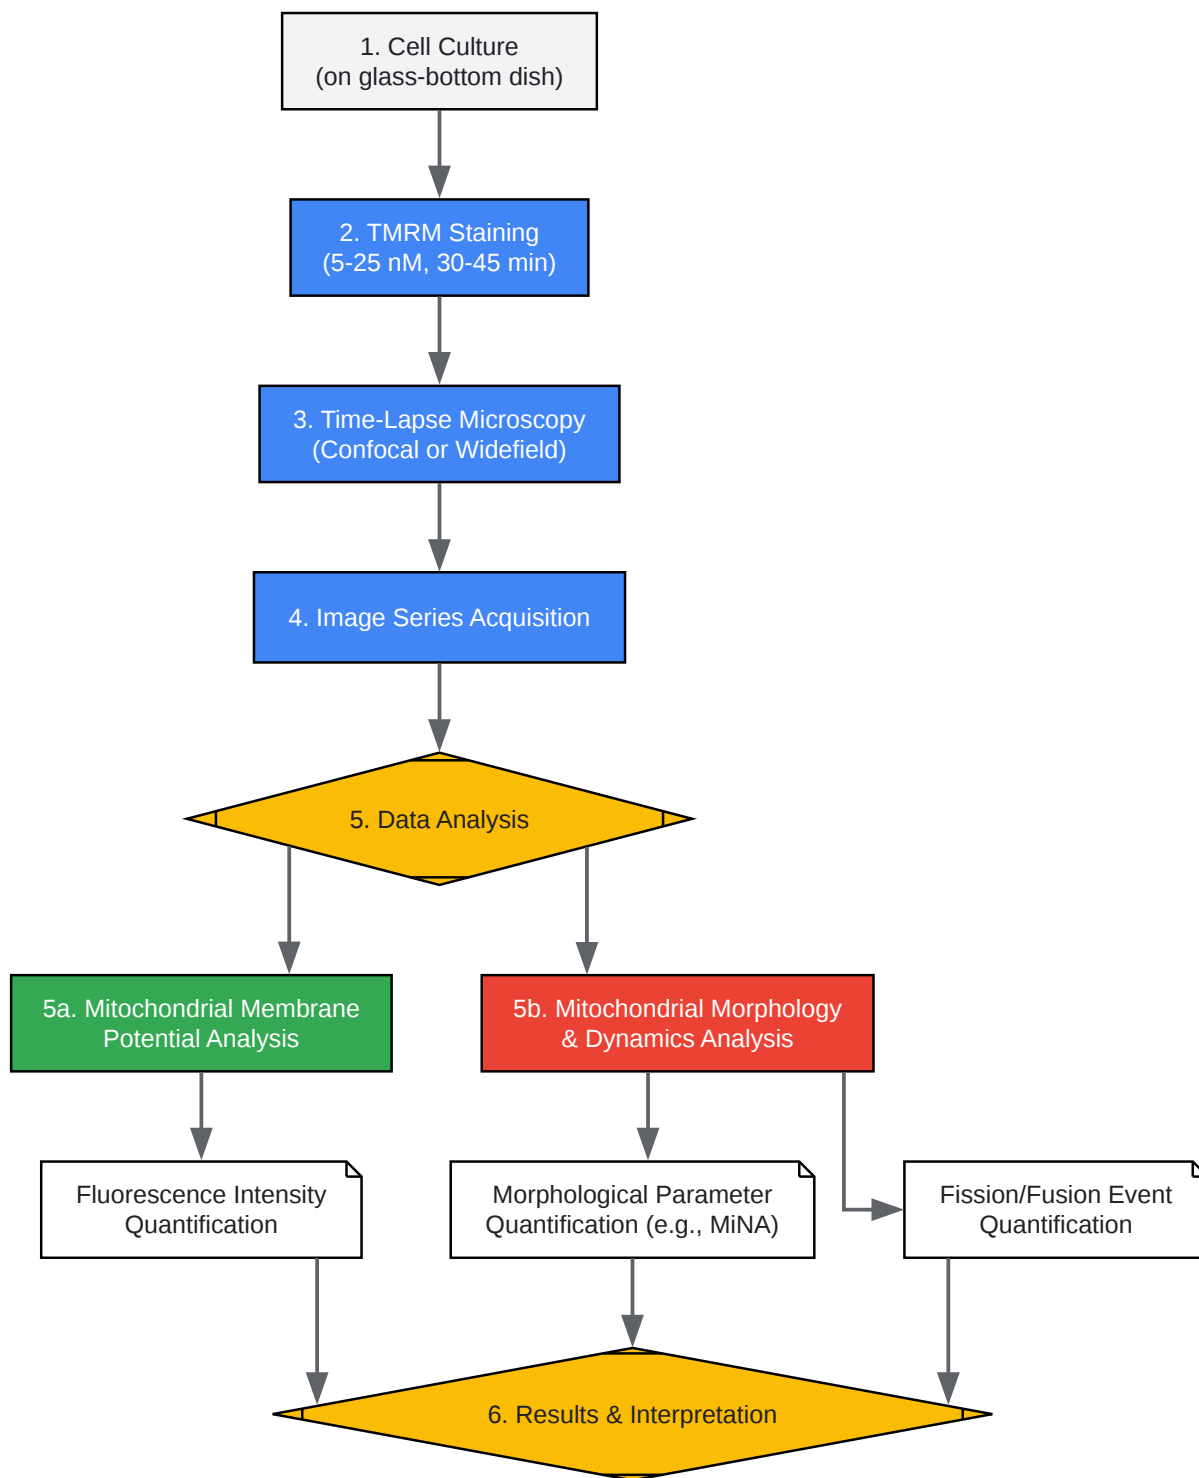 1. Cell Culture
(on glass-bottom dish)
2. TMRM Staining
(5-25 nM, 30-45 min)
3. Time-Lapse Microscopy
(Confocal or Widefield)
4. Image Series Acquisition
5. Data Analysis
5a. Mitochondrial Membrane
Potential Analysis
5b. Mitochondrial Morphology
& Dynamics Analysis
Fluorescence Intensity
Quantification
Morphological Parameter
Quantification (e.g., MiNA)
Fission/Fusion Event
Quantification
6. Results & Interpretation